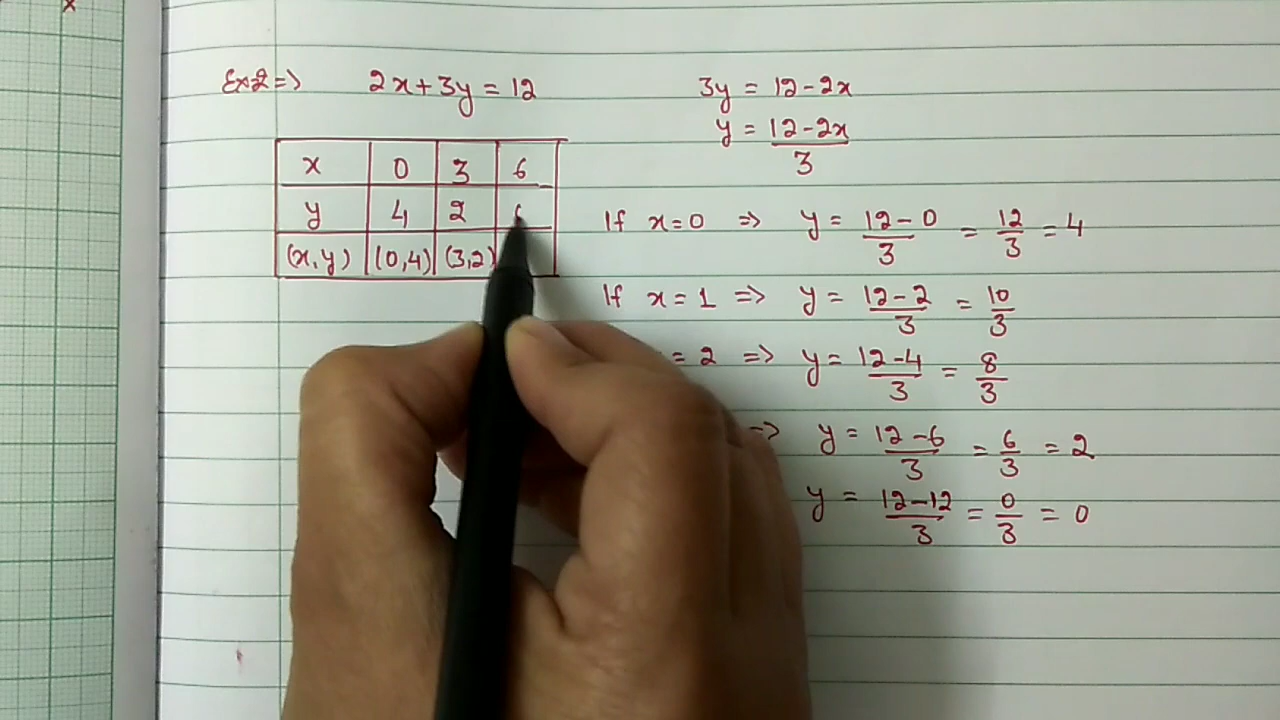 Ex2 => 2x + 3y = 12
x 0 3 6
y 4 2
(x,y) (0,4) (3,2)
3y = 12 - 2x
y = 12-2x / 3
If x = 0 => y = 12-0 / 3 = 12/3 = 4
If x = 1 => y = 12-2 / 3 = 10/3
= 2 => y = 12-4 / 3 = 8/3
=> y = 12-6 / 3 = 6/3 = 2
y = 12-12 / 3 = 0/3 = 0